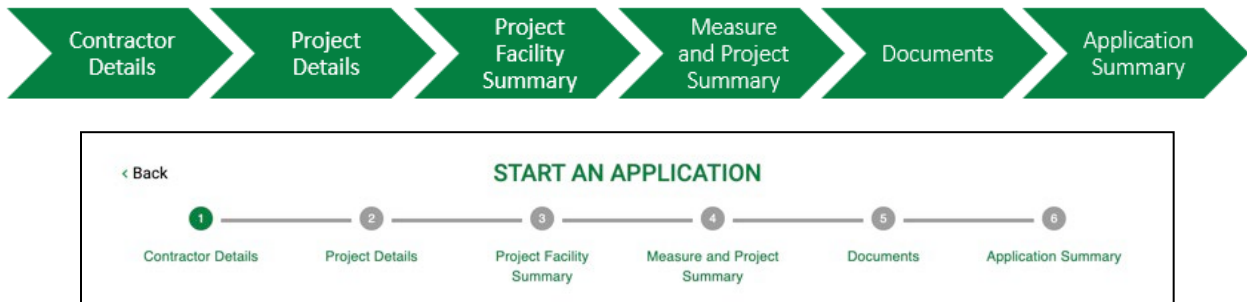 Contractor
Details
Project
Details
Project
Facility
Summary
Measure
and Project
Summary
Documents
Application
Summary
< Back
START AN APPLICATION
1 2 3 4 5 6
Contractor Details
Project Details
Project Facility
Summary
Measure and Project
Summary
Documents
Application Summary